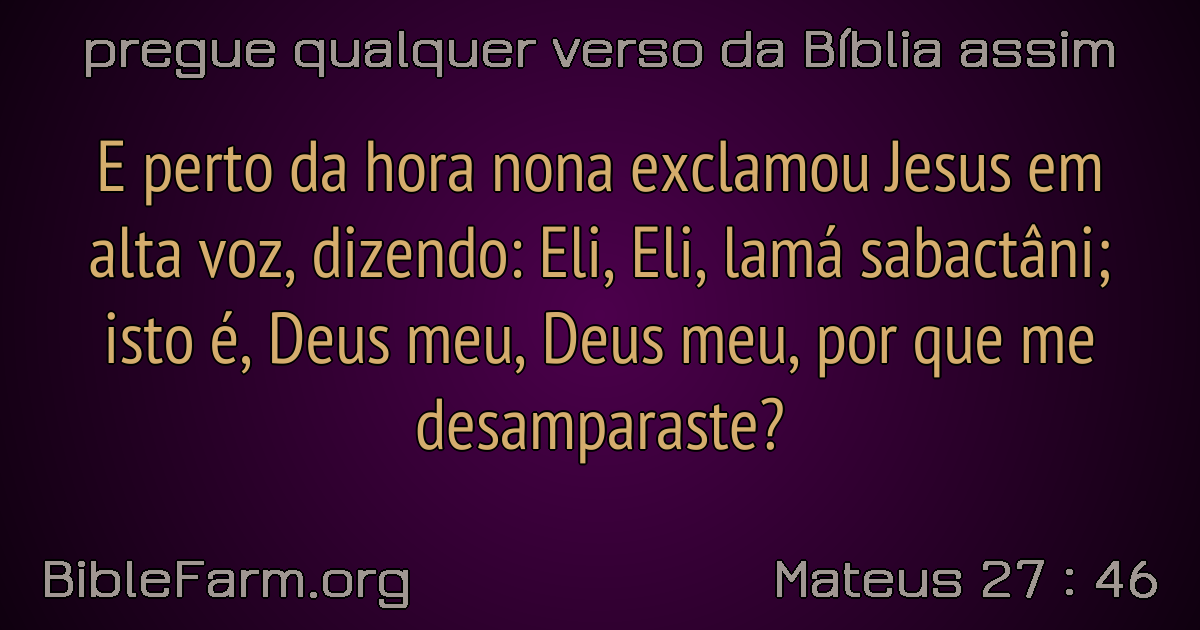 pregue qualquer verso da Bíblia assim
E perto da hora nona exclamou Jesus em
alta voz, dizendo: Eli, Eli, lamá sabactâni;
isto é, Deus meu, Deus meu, por que me
desamparaste?
BibleFarm.org
Mateus 27 : 46